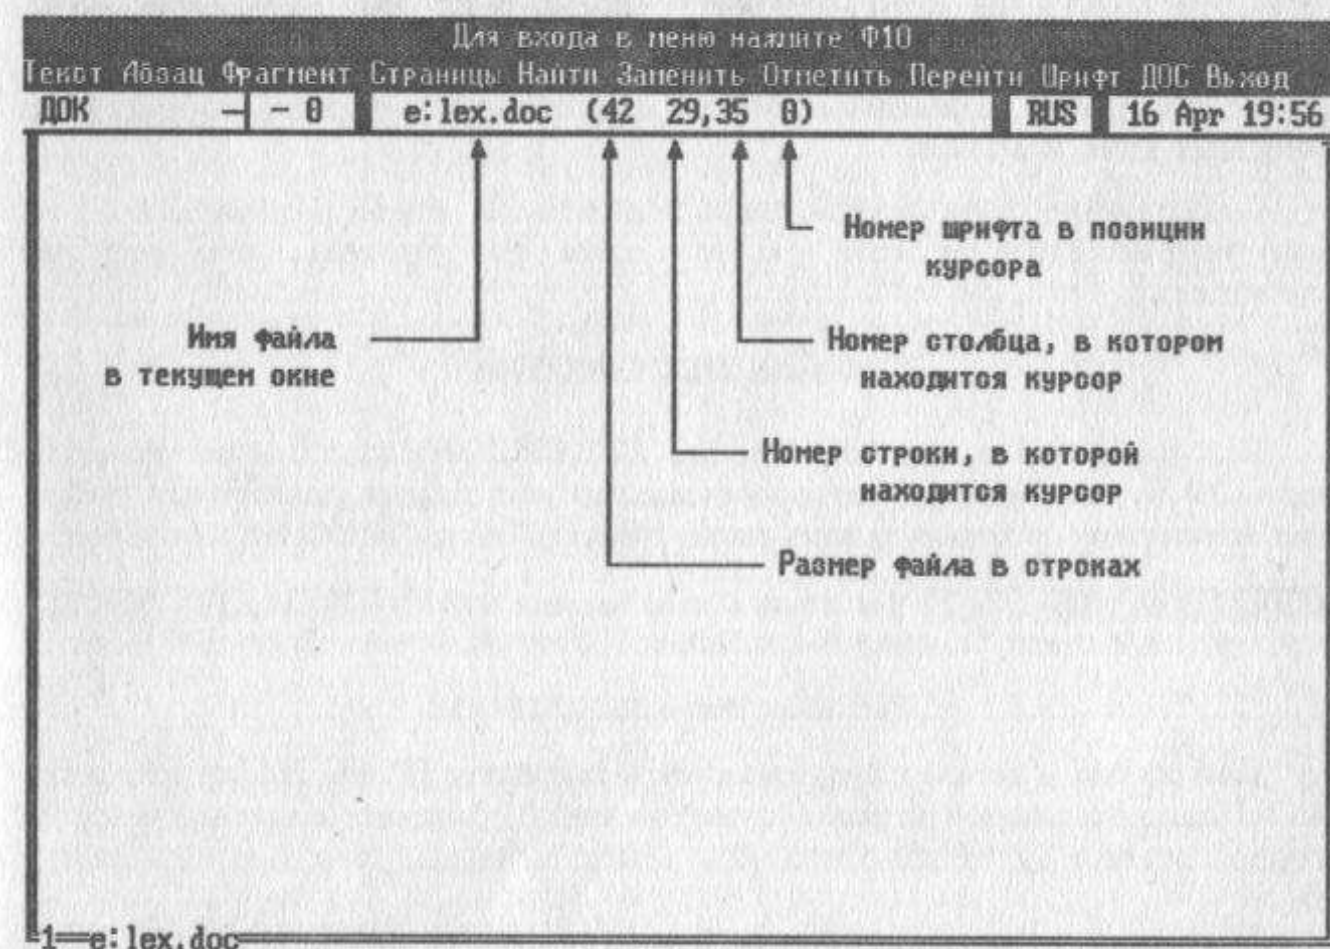 Для входа в меню нажмите Ф10
Текст Абзац Фрагмент Страницы Найти Заменить Отметить Перейти Шрифт ДОС Выход
ДОК — – 0 e:lex.doc (42 29,35 0) RUS 16 Apr 19:56
Номер шрифта в позиции
курсора
Имя файла
в текущем окне
Номер столбца, в котором
находится курсор
Номер строки, в которой
находится курсор
Размер файла в строках
1 e:lex.doc